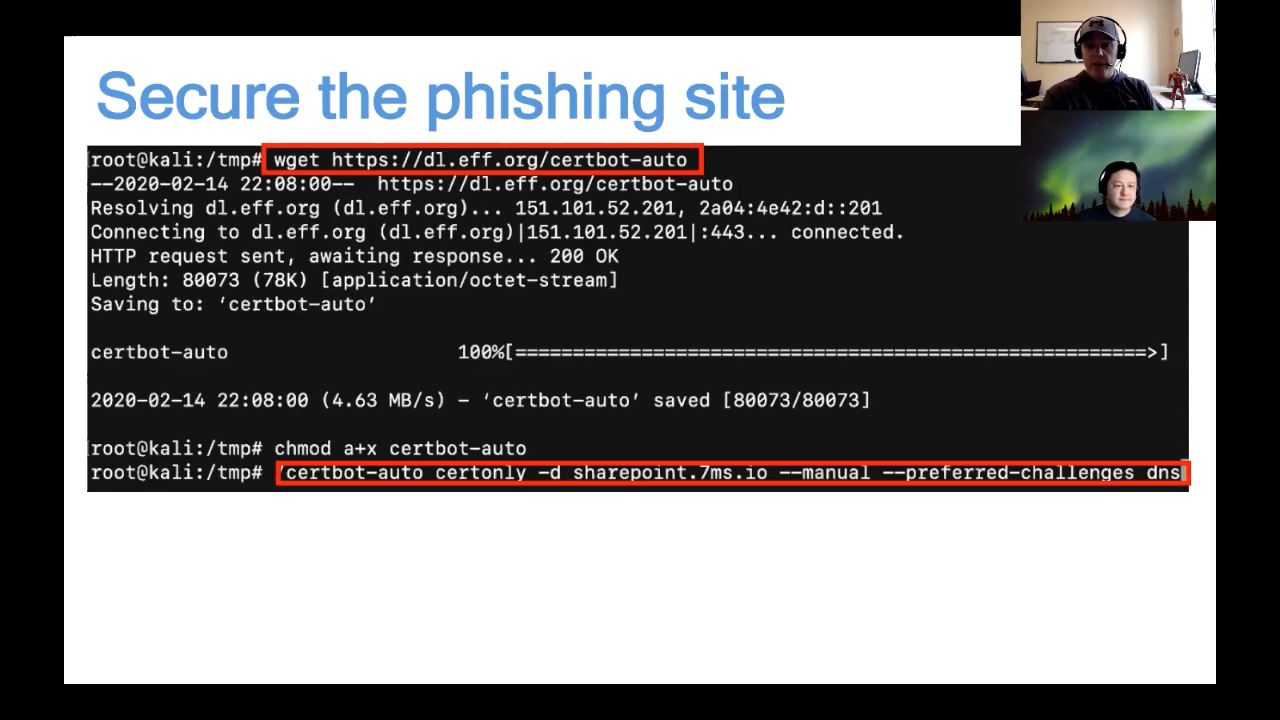 Secure the phishing site
root@kali:/tmp# wget https://dl.eff.org/certbot-auto
--2020-02-14 22:08:00-- https://dl.eff.org/certbot-auto
Resolving dl.eff.org (dl.eff.org)... 151.101.52.201, 2a04:4e42:d::201
Connecting to dl.eff.org (dl.eff.org)|151.101.52.201|:443... connected.
HTTP request sent, awaiting response... 200 OK
Length: 80073 (78K) [application/octet-stream]
Saving to: ‘certbot-auto’
certbot-auto 100%[=======================================================>]
2020-02-14 22:08:00 (4.63 MB/s) - ‘certbot-auto’ saved [80073/80073]
root@kali:/tmp# chmod a+x certbot-auto
root@kali:/tmp# certbot-auto certonly -d sharepoint.7ms.io --manual --preferred-challenges dns